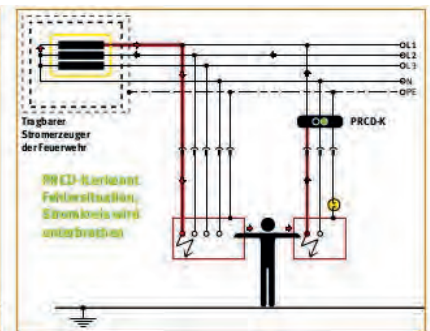 L1
L2
L3
N
PE
Tragbarer
Stromerzeuger
der Feuerwehr
PRCD-K
PRCD-K erkennt
Fehlersituation,
Stromkreis wird
unterbrochen